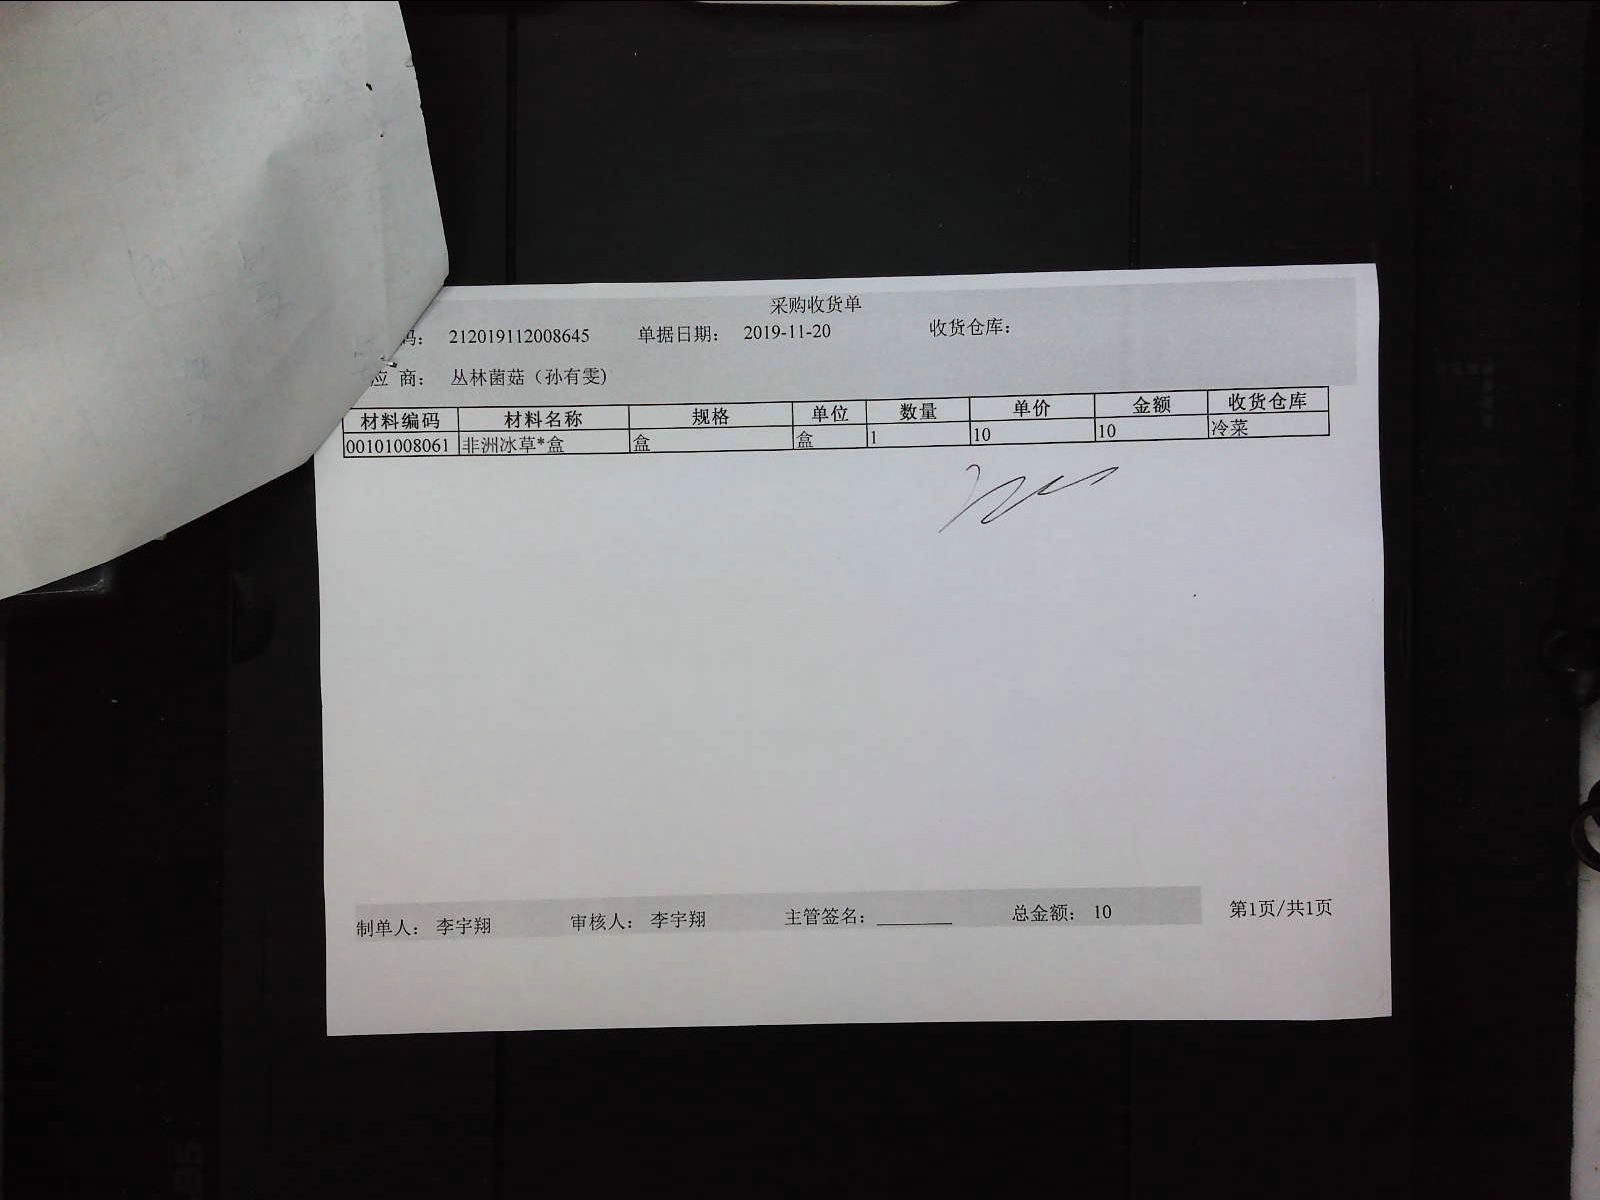 采购收货单
码： 212019112008645 单据日期： 2019-11-20 收货仓库：
应 商： 丛林菌菇（孙有雯)
材料编码 材料名称 规格 单位 数量 单价 金额 收货仓库
00101008061 非洲冰草*盒 盒 盒 1 10 10 冷菜
制单人： 李宇翔 审核人： 李宇翔 主管签名： 总金额： 10 第1页/共1页